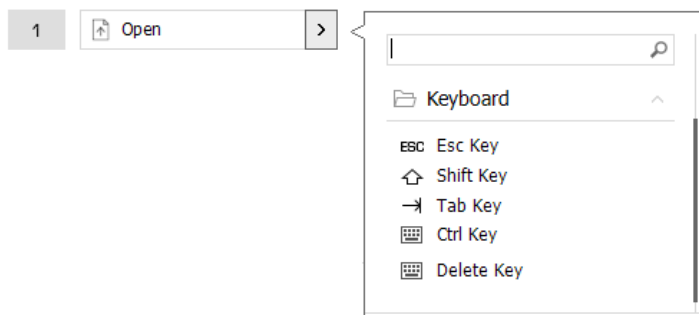 1 Open >
Keyboard
ESC Esc Key
Shift Key
Tab Key
Ctrl Key
Delete Key